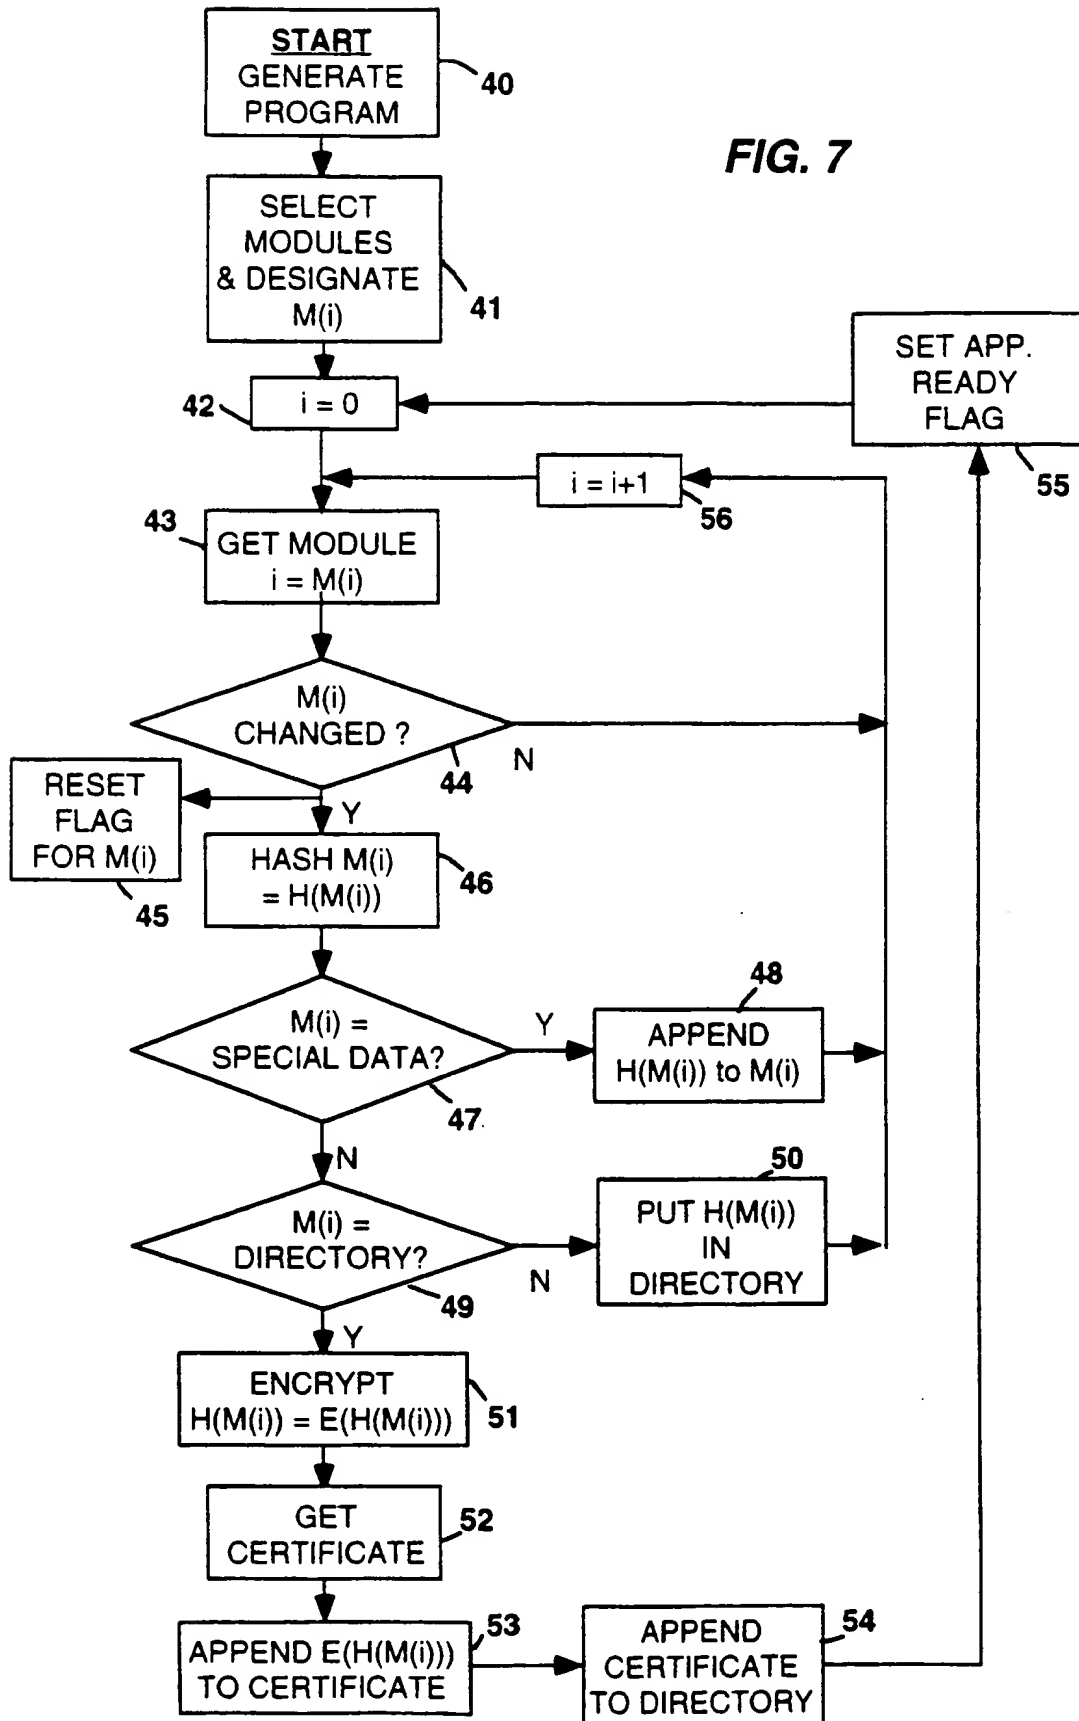 START
GENERATE
PROGRAM
40
FIG. 7
SELECT
MODULES
& DESIGNATE
M(i)
41
SET APP.
READY
FLAG
55
42
i = 0
i = i+1
56
43
GET MODULE
i = M(i)
M(i)
CHANGED ?
44
N
RESET
FLAG
FOR M(i)
45
Y
HASH M(i)
= H(M(i))
46
M(i) =
SPECIAL DATA?
47
Y
48
APPEND
H(M(i)) to M(i)
N
M(i) =
DIRECTORY?
49
N
50
PUT H(M(i))
IN
DIRECTORY
Y
ENCRYPT
H(M(i)) = E(H(M(i)))
51
GET
CERTIFICATE
52
APPEND E(H(M(i)))
TO CERTIFICATE
53
APPEND
CERTIFICATE
TO DIRECTORY
54